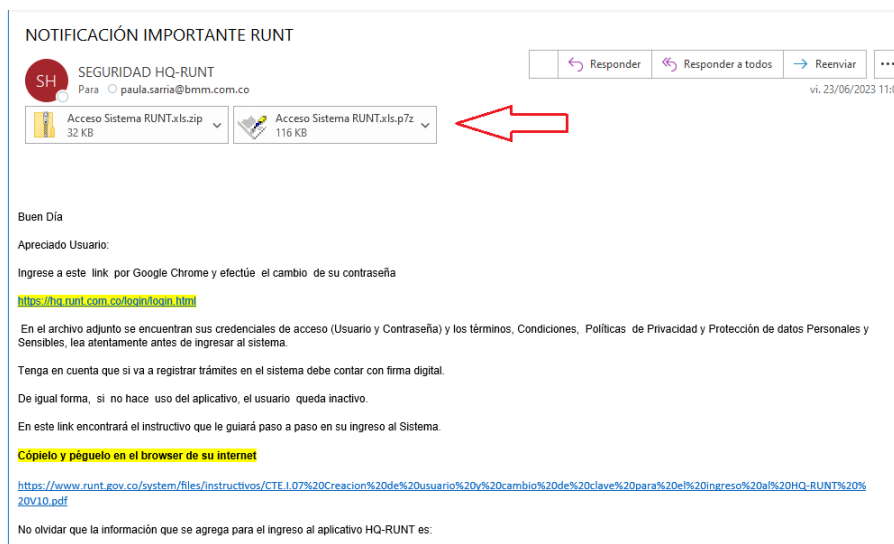 NOTIFICACIÓN IMPORTANTE RUNT
SH
SEGURIDAD HQ-RUNT
Para paula.sarria@bmm.com.co
Responder
Responder a todos
Reenviar
vi. 23/06/2023 11:0
Acceso Sistema RUNT.xls.zip
32 KB
Acceso Sistema RUNT.xls.p7z
116 KB
Buen Día
Apreciado Usuario:
Ingrese a este link por Google Chrome y efectúe el cambio de su contraseña
https://hq.runt.com.co/login/login.html
En el archivo adjunto se encuentran sus credenciales de acceso (Usuario y Contraseña) y los términos, Condiciones, Políticas de Privacidad y Protección de datos Personales y
Sensibles, lea atentamente antes de ingresar al sistema.
Tenga en cuenta que si va a registrar trámites en el sistema debe contar con firma digital.
De igual forma, si no hace uso del aplicativo, el usuario queda inactivo.
En este link encontrará el instructivo que le guiará paso a paso en su ingreso al Sistema.
Cópielo y péguelo en el browser de su internet
https://www.runt.gov.co/system/files/instructivos/CTE.I.07%20Creacion%20de%20usuario%20y%20cambio%20de%20clave%20para%20el%20ingreso%20al%20HQ-RUNT%20%
20V10.pdf
No olvidar que la información que se agrega para el ingreso al aplicativo HQ-RUNT es: